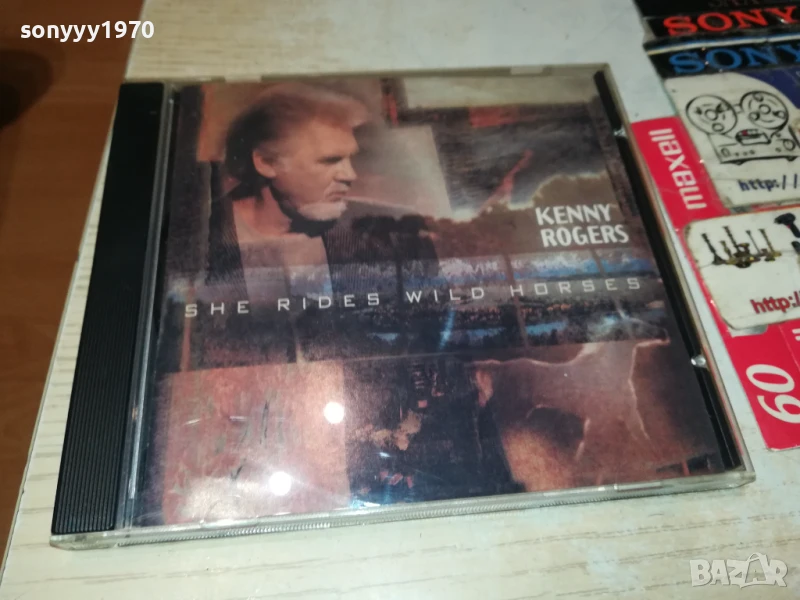 sonyyy1970
SONY
SONY
maxell
http://
http:/
60
KENNY
ROGERS
SHE RIDES WILD HORSES
BAZAR